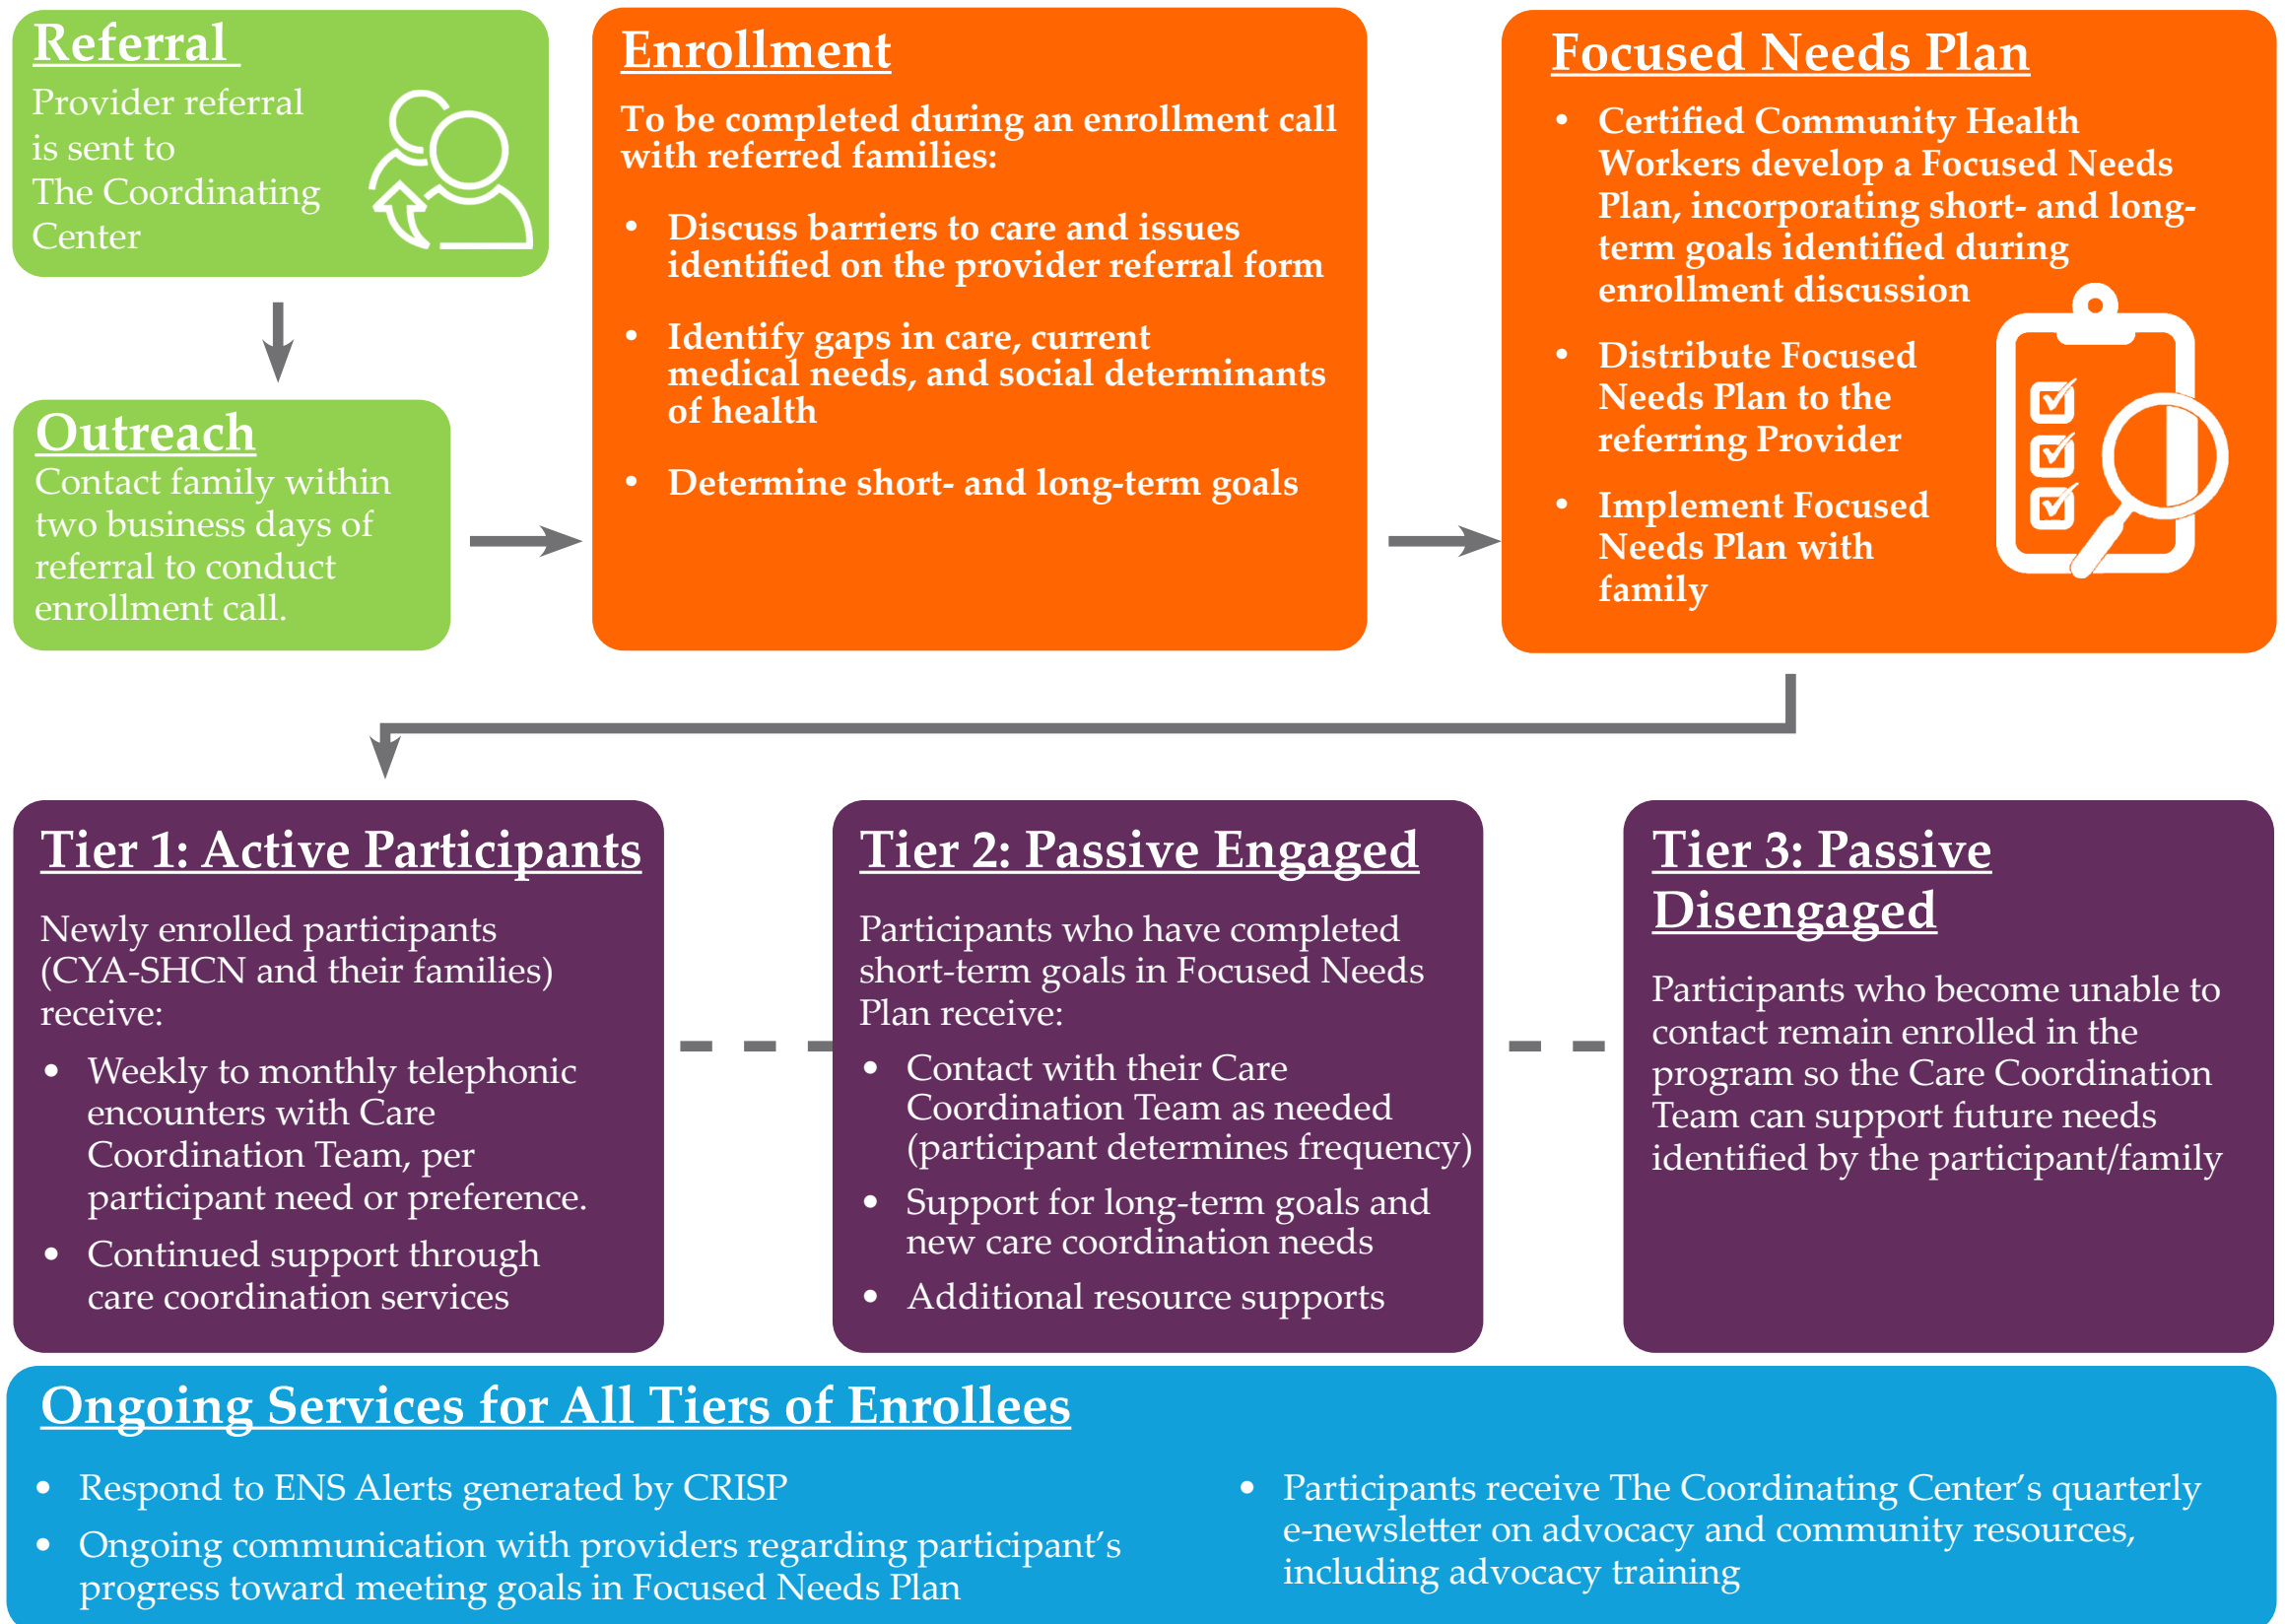 Referral
Provider referral
is sent to
The Coordinating
Center
Outreach
Contact family within
two business days of
referral to conduct
enrollment call.
Enrollment
To be completed during an enrollment call
with referred families:
• Discuss barriers to care and issues
identified on the provider referral form
• Identify gaps in care, current
medical needs, and social determinants
of health
• Determine short- and long-term goals
Focused Needs Plan
• Certified Community Health
Workers develop a Focused Needs
Plan, incorporating short- and long-
term goals identified during
enrollment discussion
• Distribute Focused
Needs Plan to the
referring Provider
• Implement Focused
Needs Plan with
family
Tier 1: Active Participants
Newly enrolled participants
(CYA-SHCN and their families)
receive:
• Weekly to monthly telephonic
encounters with Care
Coordination Team, per
participant need or preference.
• Continued support through
care coordination services
Tier 2: Passive Engaged
Participants who have completed
short-term goals in Focused Needs
Plan receive:
• Contact with their Care
Coordination Team as needed
(participant determines frequency)
• Support for long-term goals and
new care coordination needs
• Additional resource supports
Tier 3: Passive
Disengaged
Participants who become unable to
contact remain enrolled in the
program so the Care Coordination
Team can support future needs
identified by the participant/family
Ongoing Services for All Tiers of Enrollees
• Respond to ENS Alerts generated by CRISP
• Ongoing communication with providers regarding participant’s
progress toward meeting goals in Focused Needs Plan
• Participants receive The Coordinating Center’s quarterly
e-newsletter on advocacy and community resources,
including advocacy training